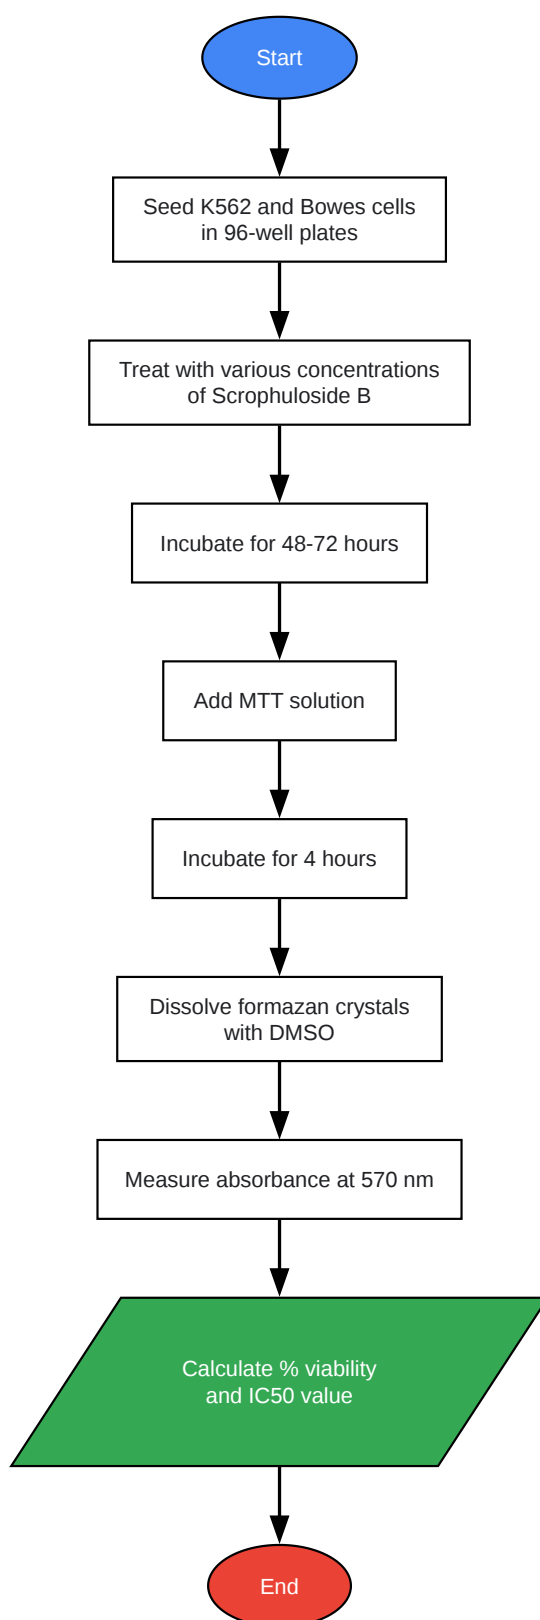 Start
Seed K562 and Bowes cells
in 96-well plates
Treat with various concentrations
of Scrophuloside B
Incubate for 48-72 hours
Add MTT solution
Incubate for 4 hours
Dissolve formazan crystals
with DMSO
Measure absorbance at 570 nm
Calculate % viability
and IC50 value
End